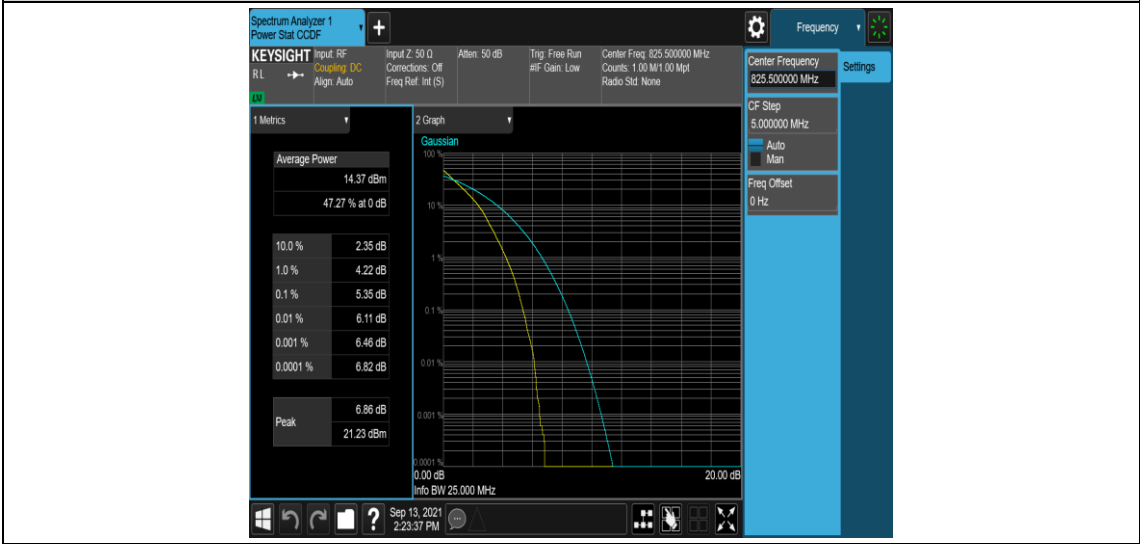 Spectrum Analyzer 1
Power Stat CCDF
+
Frequency
KEYSIGHT
RL
LM
Input: RF
Coupling: DC
Align: Auto
Input Z: 50 Ω
Corrections: Off
Freq Ref: Int (S)
Atten: 50 dB
Trig: Free Run
#IF Gain: Low
Center Freq: 825.500000 MHz
Counts: 1.00 M/1.00 Mpt
Radio Std: None
Center Frequency
825.500000 MHz
Settings
CF Step
5.000000 MHz
Auto
Man
Freq Offset
0 Hz
1 Metrics
Average Power
14.37 dBm
47.27 % at 0 dB
10.0 % 2.35 dB
1.0 % 4.22 dB
0.1 % 5.35 dB
0.01 % 6.11 dB
0.001 % 6.46 dB
0.0001 % 6.82 dB
Peak
6.86 dB
21.23 dBm
2 Graph
Gaussian
100 %
10 %
1 %
0.1 %
0.01 %
0.001 %
0.0001 %
0.00 dB 20.00 dB
Info BW 25.000 MHz
?
Sep 13, 2021
2:23:37 PM